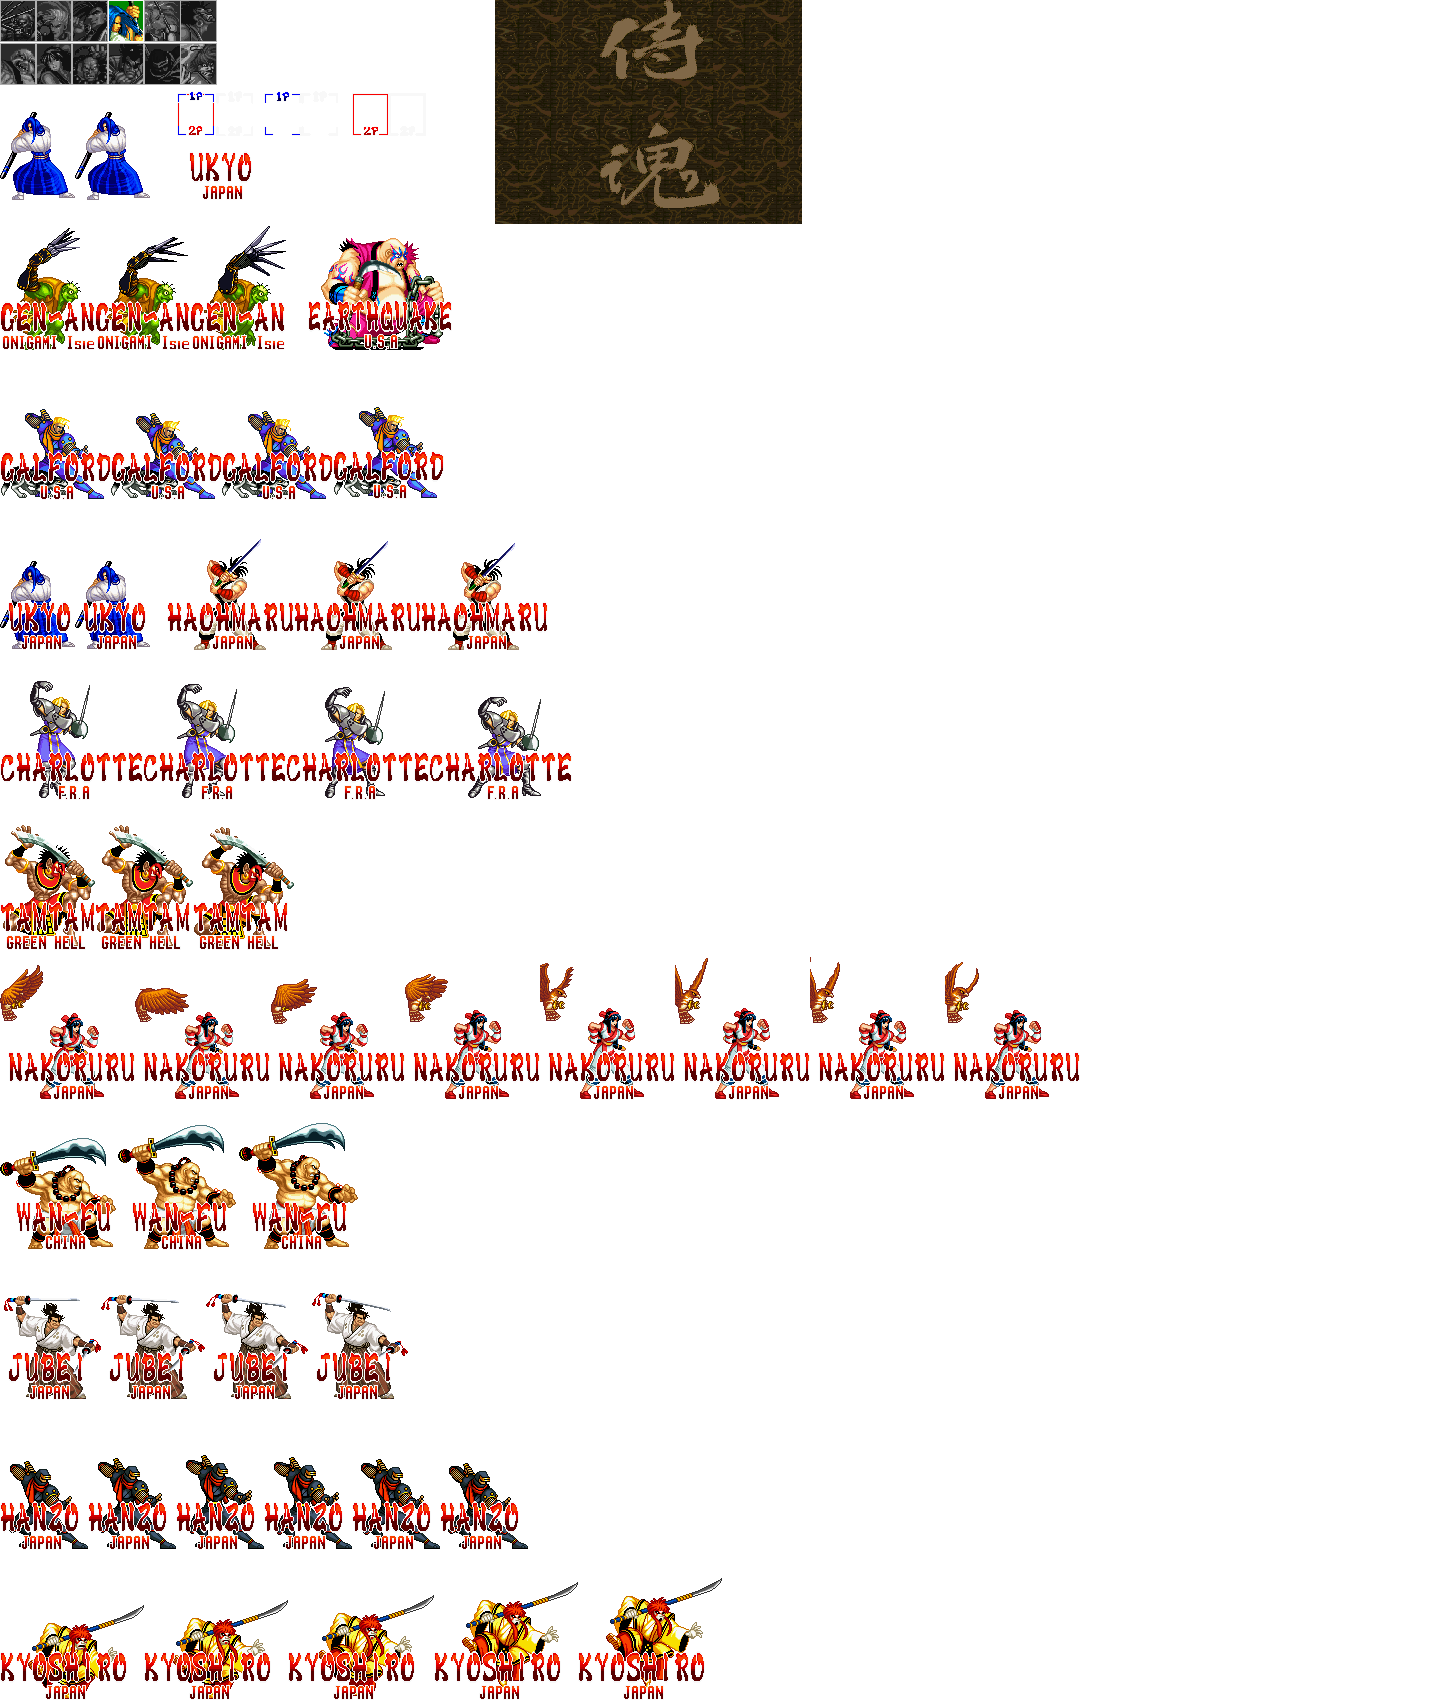 侍
魂
1P
1P
2P
2P
UKYO
JAPAN
GEN-AN GEN-AN GEN-AN EARTHQUAKE
ONIGAMI Isle ONIGAMI Isle ONIGAMI Isle U.S.A
GALFORD GALFORD GALFORD GALFORD
U.S.A U.S.A U.S.A U.S.A
UKYO UKYO HAOHMARU HAOHMARU HAOHMARU
JAPAN JAPAN JAPAN JAPAN JAPAN
CHARLOTTE CHARLOTTE CHARLOTTE CHARLOTTE
F.R.A F.R.A F.R.A F.R.A
TAMTAM TAMTAM TAMTAM
GREEN HELL GREEN HELL GREEN HELL
NAKORURU NAKORURU NAKORURU NAKORURU NAKORURU NAKORURU NAKORURU NAKORURU
JAPAN JAPAN JAPAN JAPAN JAPAN JAPAN JAPAN JAPAN
WAN-FU WAN-FU WAN-FU
CHINA CHINA CHINA
JUBEI JUBEI JUBEI JUBEI
JAPAN JAPAN JAPAN JAPAN
HANZO HANZO HANZO HANZO HANZO HANZO
JAPAN JAPAN JAPAN JAPAN JAPAN JAPAN
KYOSHIRO KYOSHIRO KYOSHIRO KYOSHIRO KYOSHIRO
JAPAN JAPAN JAPAN JAPAN JAPAN